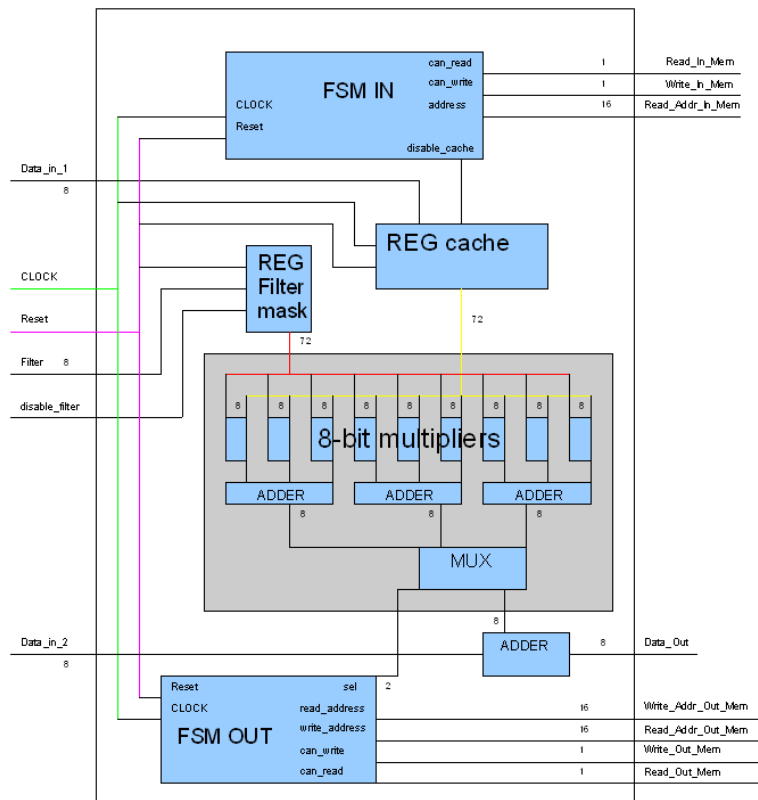 can_read
1
Read_In_Mem
can_write
1
Write_In_Mem
FSM IN
CLOCK
address
16
Read_Addr_In_Mem
Reset
disable_cache
Data_in_1
8
REG cache
REG
Filter
mask
CLOCK
Reset
72
72
Filter 8
disable_filter
8 8 8 8 8 8 8 8 8
8-bit multipliers
ADDER ADDER ADDER
8 8 8
MUX
8
Data_in_2
8
ADDER
8
Data_Out
Reset
sel
2
CLOCK
read_address
16
Write_Addr_Out_Mem
write_address
16
Read_Addr_Out_Mem
FSM OUT
can_write
1
Write_Out_Mem
can_read
1
Read_Out_Mem